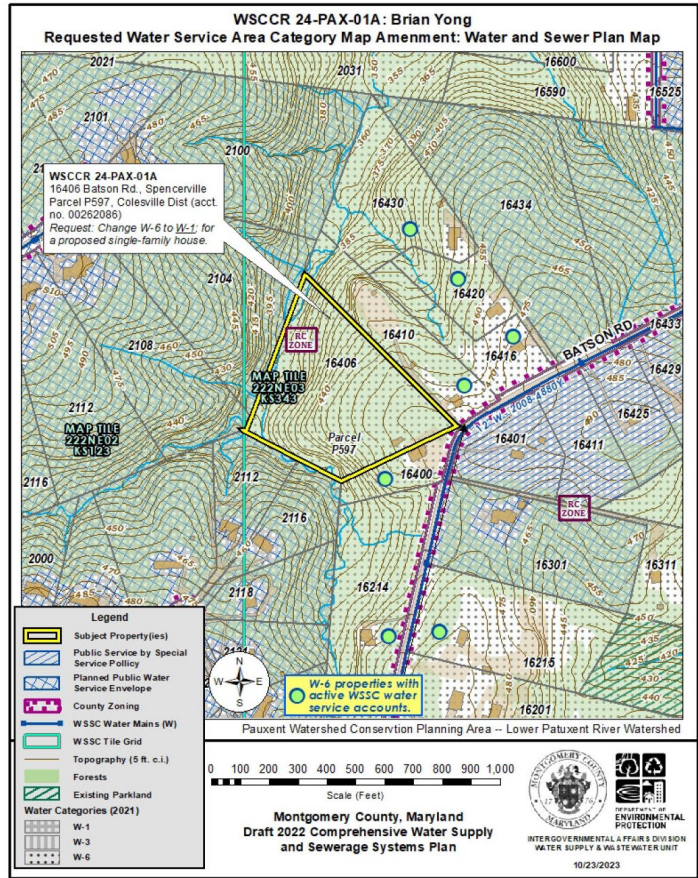 WSCCR 24-PAX-01A: Brian Yong
Requested Water Service Area Category Map Amenment: Water and Sewer Plan Map
WSCCR 24-PAX-01A
16406 Batson Rd., Spencerville
Parcel P597, Colesville Dist (acct.
no. 00262086)
Request: Change W-6 to W-1; for
a proposed single-family house.
2021
2031
16600
16590
16525
2101
2100
16430
16434
2104
16420
16410
16416
BATSON RD
16433
RC
ZONE
16406
2108
16429
MAP TILE
222NE03
KS343
12" W - 2008-4880Y
16425
2112
MAP TILE
222NE02
KS123
Parcel
P597
16401
16411
2116
2112
16400
2116
RC
ZONE
2000
16301
16311
2118
16214
2121
16215
16201
N
W
E
S
W-6 properties with
active WSSC water
service accounts.
Legend
Subject Property(ies)
Public Service by Special
Service Pollicy
Planned Public Water
Service Envelope
County Zoning
WSSC Water Mains (W)
WSSC Tile Grid
Topography (5 ft. c.i.)
Forests
Existing Parkland
Water Categories (2021)
W-1
W-3
W-6
Pauxent Watershed Conservtion Planning Area -- Lower Patuxent River Watershed
0 100 200 300 400 500 600 700 800 900 1,000
Scale (Feet)
Montgomery County, Maryland
Draft 2022 Comprehensive Water Supply
and Sewerage Systems Plan
MONTGOMERY COUNTY
17 76
MARYLAND
DEPARTMENT OF
ENVIRONMENTAL
PROTECTION
INTERGOVERNMENTAL AFFAIRS DIVISION
WATER SUPPLY & WASTEWATER UNIT
10/23/2023